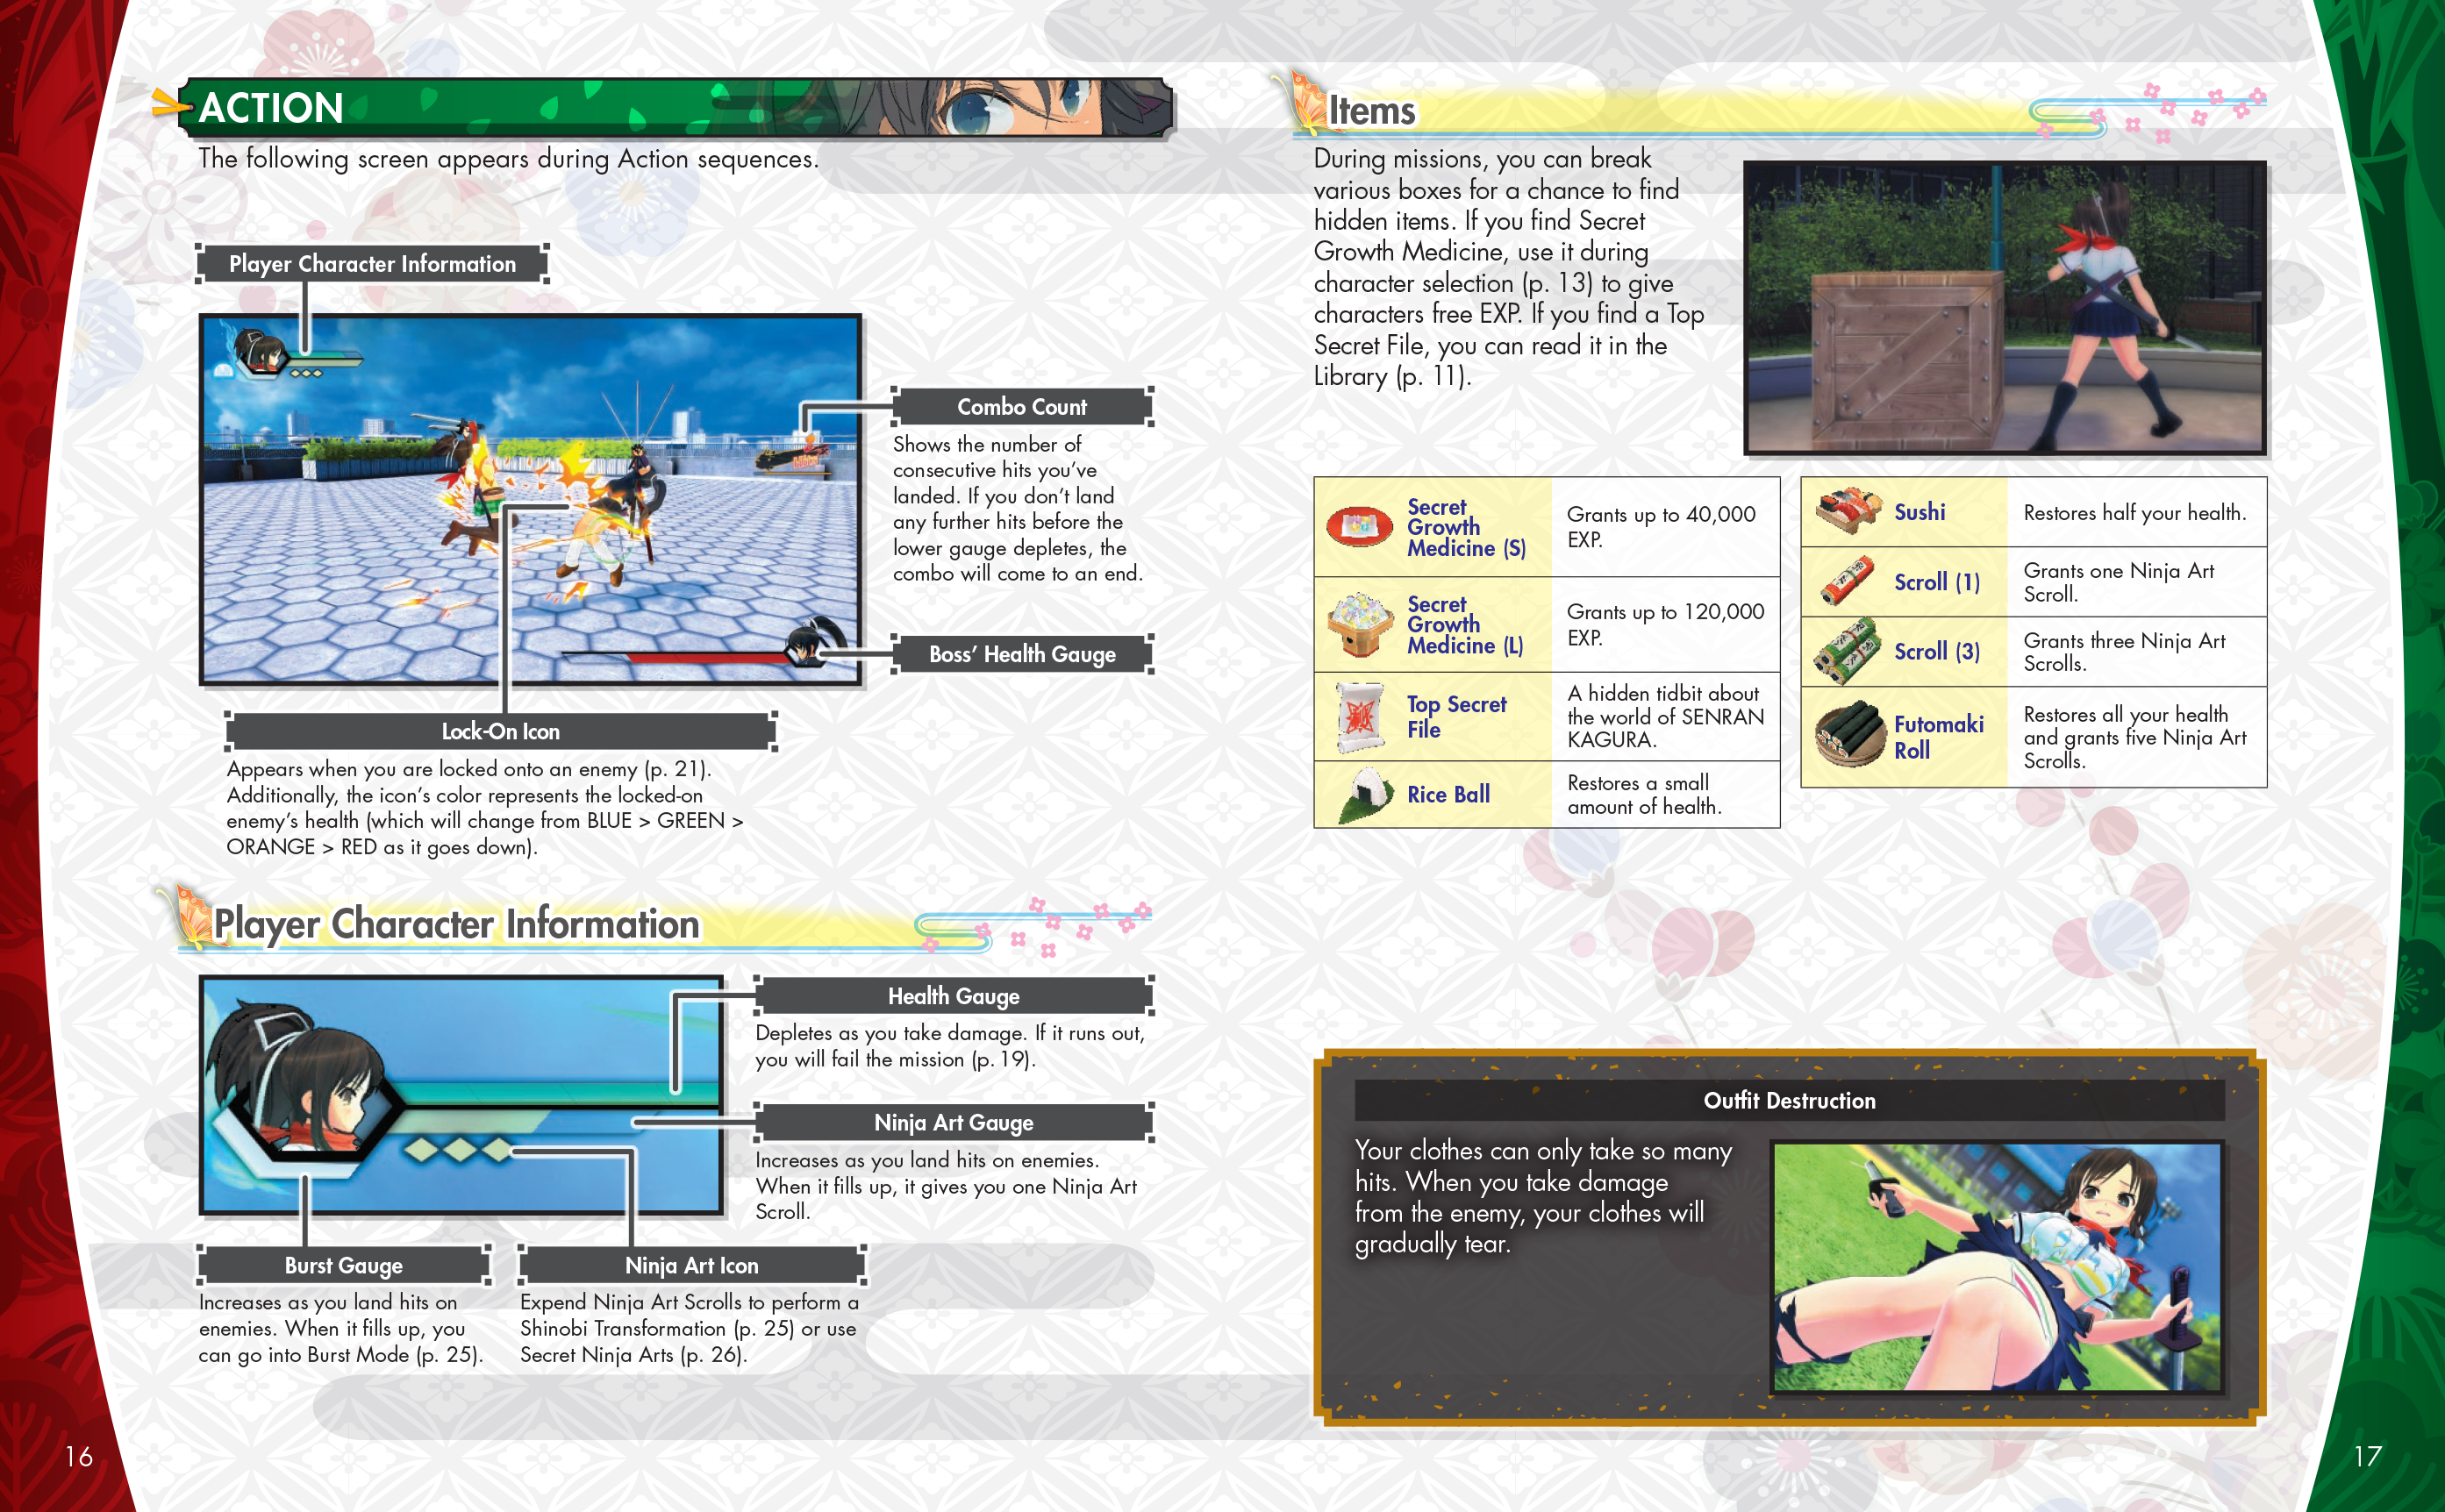 ACTION
The following screen appears during Action sequences.
Player Character Information
Combo Count
Shows the number of
consecutive hits you’ve
landed. If you don’t land
any further hits before the
lower gauge depletes, the
combo will come to an end.
Boss’ Health Gauge
Lock-On Icon
Appears when you are locked onto an enemy (p. 21).
Additionally, the icon’s color represents the locked-on
enemy’s health (which will change from BLUE > GREEN >
ORANGE > RED as it goes down).
Player Character Information
Health Gauge
Depletes as you take damage. If it runs out,
you will fail the mission (p. 19).
Ninja Art Gauge
Increases as you land hits on enemies.
When it fills up, it gives you one Ninja Art
Scroll.
Burst Gauge
Increases as you land hits on
enemies. When it fills up, you
can go into Burst Mode (p. 25).
Ninja Art Icon
Expend Ninja Art Scrolls to perform a
Shinobi Transformation (p. 25) or use
Secret Ninja Arts (p. 26).
16
Items
During missions, you can break
various boxes for a chance to find
hidden items. If you find Secret
Growth Medicine, use it during
character selection (p. 13) to give
characters free EXP. If you find a Top
Secret File, you can read it in the
Library (p. 11).
Secret
Growth
Medicine (S)
Grants up to 40,000
EXP.
Secret
Growth
Medicine (L)
Grants up to 120,000
EXP.
Top Secret
File
A hidden tidbit about
the world of SENRAN
KAGURA.
Rice Ball
Restores a small
amount of health.
Sushi
Restores half your health.
Scroll (1)
Grants one Ninja Art
Scroll.
Scroll (3)
Grants three Ninja Art
Scrolls.
Futomaki
Roll
Restores all your health
and grants five Ninja Art
Scrolls.
Outfit Destruction
Your clothes can only take so many
hits. When you take damage
from the enemy, your clothes will
gradually tear.
17